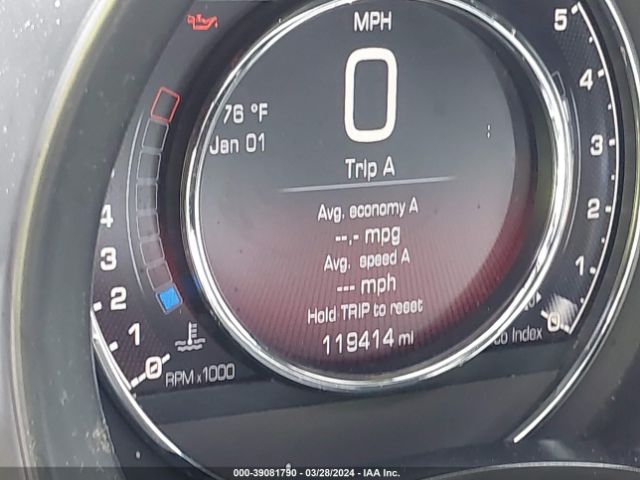 MPH
0
76 °F
Jan 01
Trip A
Avg. economy A
--.- mpg
Avg. speed A
--- mph
Hold TRIP to reset
119414 mi
4
3
2
1
0
RPM x1000
5
4
3
2
1
0
Index
000-39081790 - 03/28/2024 - IAA Inc.